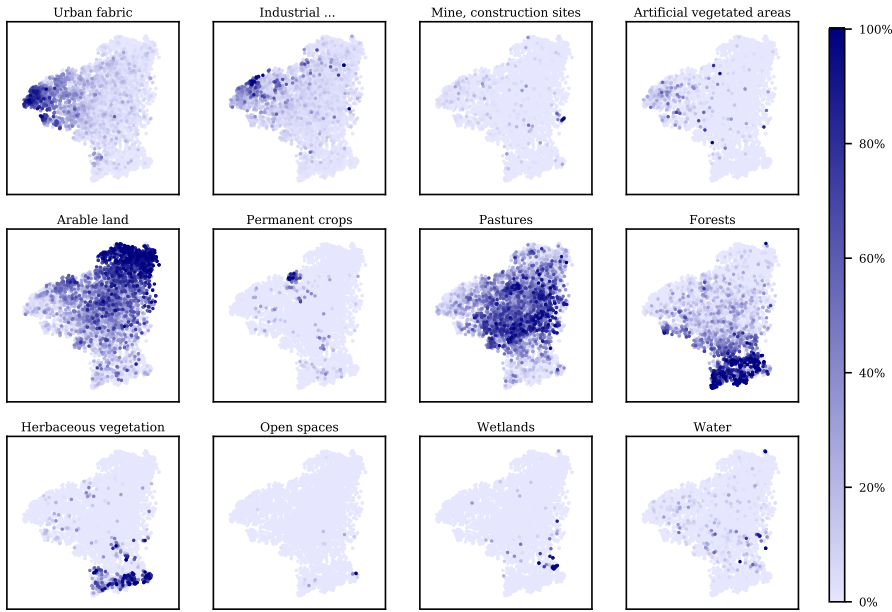 Urban fabric
Industrial ...
Mine, construction sites
Artificial vegetated areas
100%
80%
Arable land
Permanent crops
Pastures
Forests
60%
40%
Herbaceous vegetation
Open spaces
Wetlands
Water
20%
0%